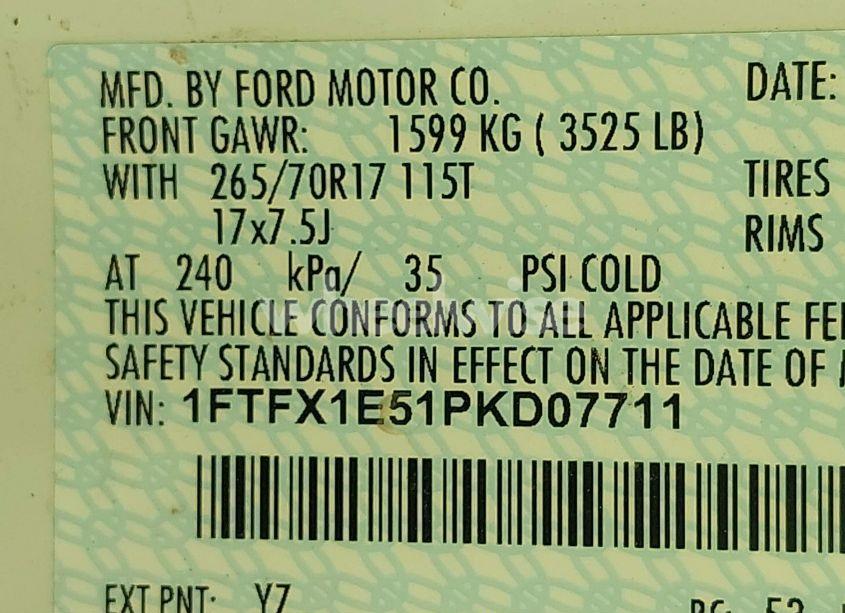 MFD. BY FORD MOTOR CO. DATE:
FRONT GAWR: 1599 KG ( 3525 LB)
WITH 265/70R17 115T TIRES
17x7.5J RIMS
AT 240 kPa/ 35 PSI COLD
THIS VEHICLE CONFORMS TO ALL APPLICABLE
SAFETY STANDARDS IN EFFECT ON THE DATE OF
VIN: 1FTFX1E51PKD07711
EXT PNT: YZ